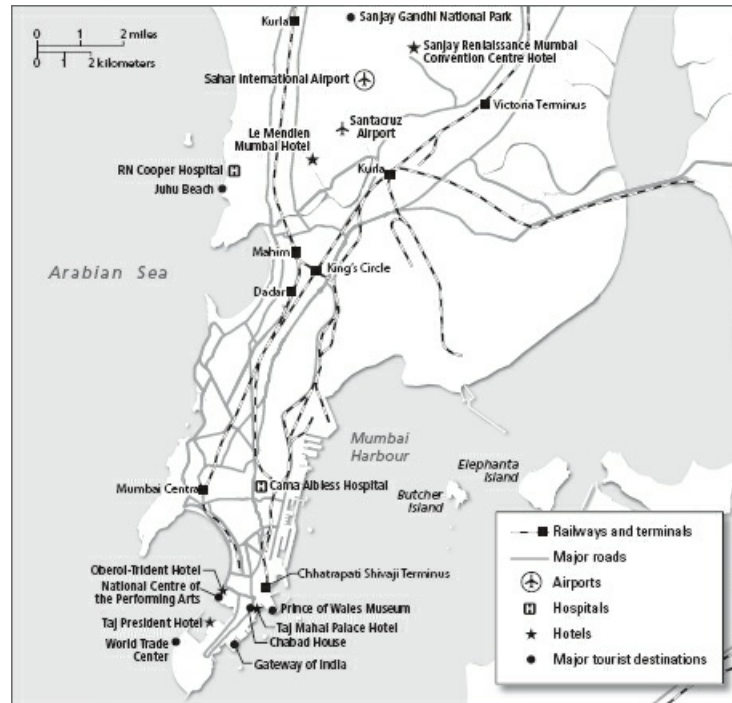 Kurla
Sanjay Gandhi National Park
0 1 2 miles
0 1 2 kilometers
Sanjay Renlaissance Mumbai
Convention Centre Hotel
Sahar International Airport
Victoria Terminus
Santacruz
Airport
Le Mendien
Mumbai Hotel
RN Cooper Hospital
H
Kurla
Juhu Beach
Mahim
King's Circle
Arabian Sea
Dadar
Mumbai
Harbour
Elephanta
Island
Mumbai Central
H
Cama Albless Hospital
Butcher
Island
Railways and terminals
Major roads
Airports
H
Hospitals
Hotels
Major tourist destinations
Oberoi-Trident Hotel
National Centre of
the Performing Arts
Chhatrapati Shivaji Terminus
Prince of Wales Museum
Taj President Hotel
Taj Mahal Palace Hotel
World Trade
Center
Chabad House
Gateway of India